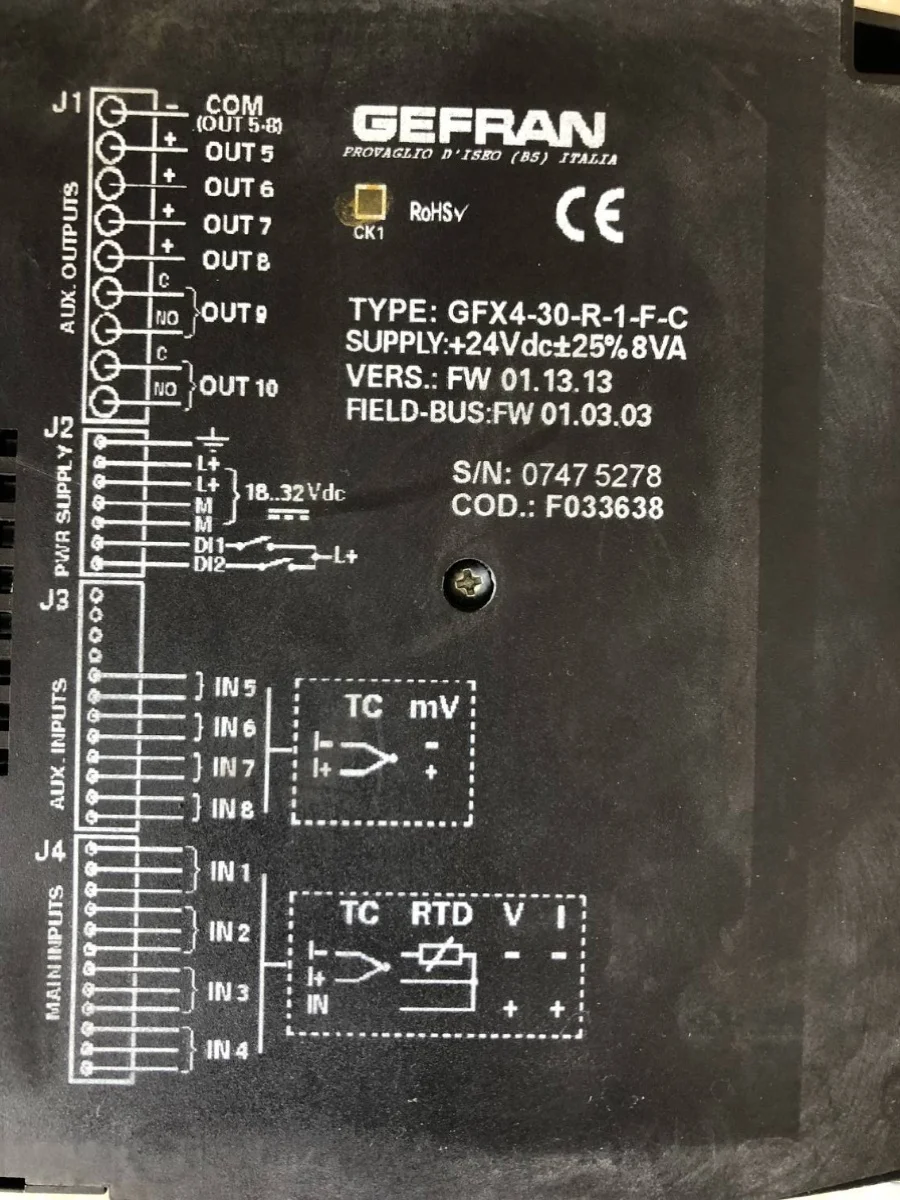 J1
COM
(OUT 5-8)
OUT 5
OUT 6
OUT 7
OUT 8
C
NO
OUT 9
C
NO
OUT 10
AUX. OUTPUTS
GEFRAN
PROVAGLIO D'ISEO (BS) ITALIA
CK1
RoHS✓
CE
TYPE: GFX4-30-R-1-F-C
SUPPLY:+24Vdc±25% 8VA
VERS.: FW 01.13.13
FIELD-BUS:FW 01.03.03
S/N: 0747 5278
COD.: F033638
J2
PWR SUPPLY
L+
L+
M
M
18..32Vdc
DI1
DI2
L+
J3
AUX. INPUTS
IN 5
IN 6
IN 7
IN 8
TC mV
I- -
I+ +
J4
MAIN INPUTS
IN 1
IN 2
IN 3
IN 4
TC RTD V I
I- - -
I+
IN + +